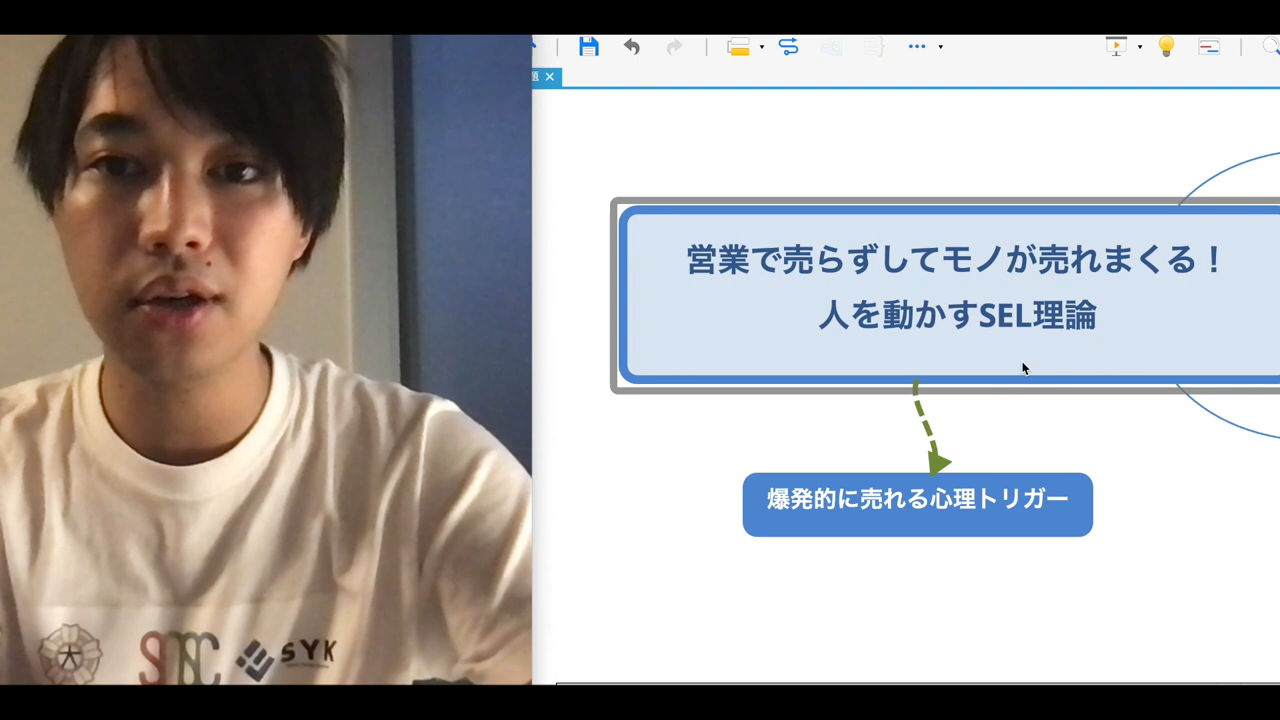 題
営業で売らずしてモノが売れまくる！
人を動かすSEL理論
爆発的に売れる心理トリガー
SYK